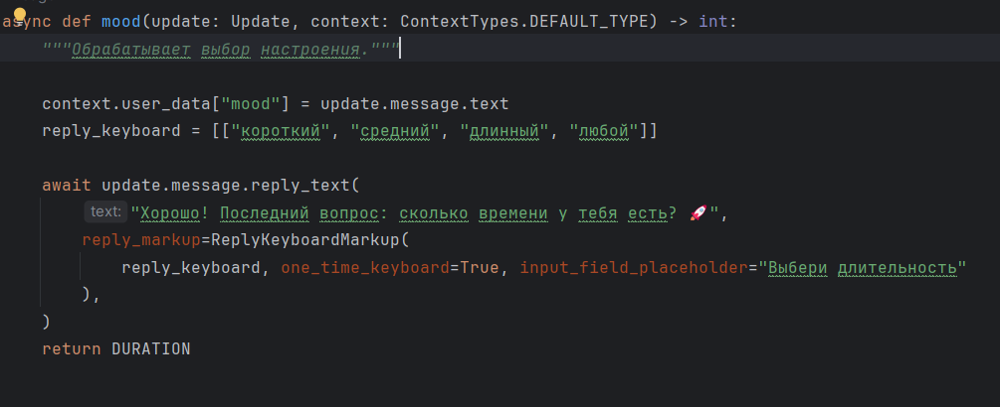 async def mood(update: Update, context: ContextTypes.DEFAULT_TYPE) -> int:
"""Обрабатывает выбор настроения."""
context.user_data["mood"] = update.message.text
reply_keyboard = [["короткий", "средний", "длинный", "любой"]]
await update.message.reply_text(
text: "Хорошо! Последний вопрос: сколько времени у тебя есть? 🚀",
reply_markup=ReplyKeyboardMarkup(
reply_keyboard, one_time_keyboard=True, input_field_placeholder="Выбери длительность"
),
)
return DURATION